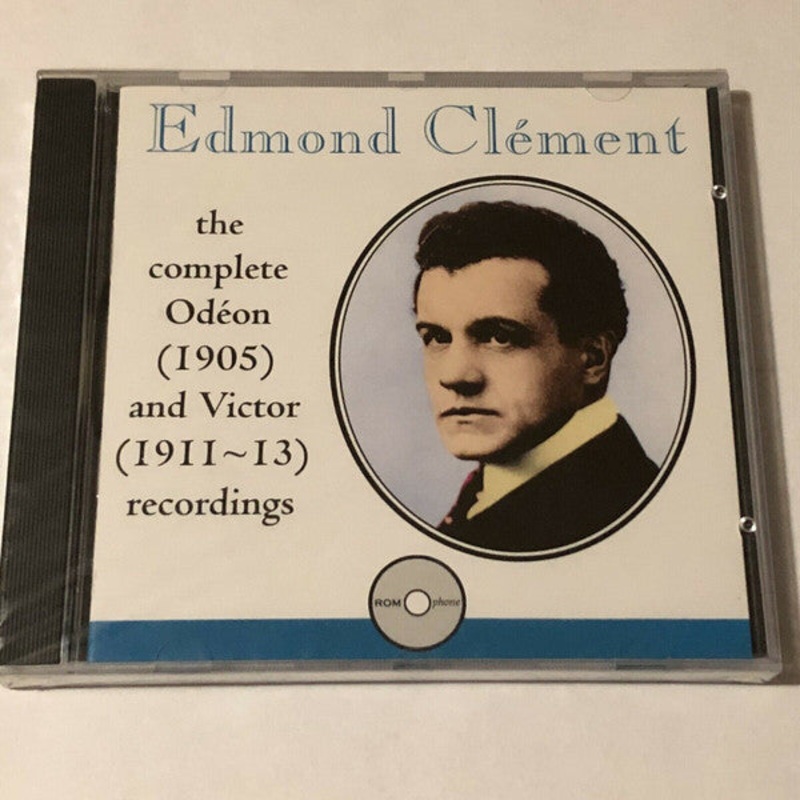 Edmond Clément
the
complete
Odéon
(1905)
and Victor
(1911~13)
recordings
ROM phone